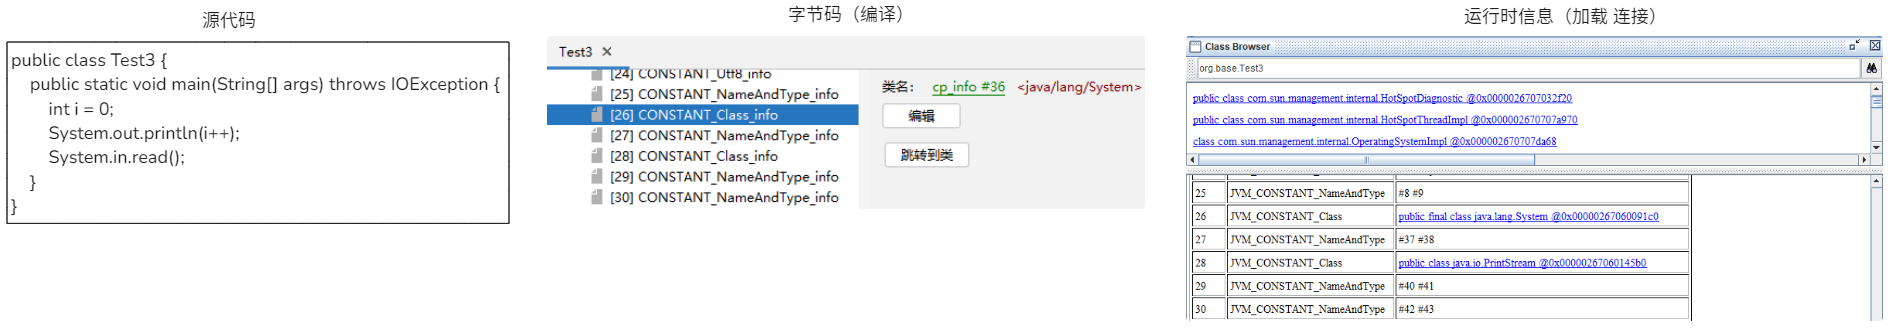 源代码
public class Test3 {
public static void main(String[] args) throws IOException {
int i = 0;
System.out.println(i++);
System.in.read();
}
}
字节码（编译）
Test3 ×
[24] CONSTANT_Utf8_info
[25] CONSTANT_NameAndType_info
[26] CONSTANT_Class_info
[27] CONSTANT_NameAndType_info
[28] CONSTANT_Class_info
[29] CONSTANT_NameAndType_info
[30] CONSTANT_NameAndType_info
类名： cp_info #36 <java/lang/System>
编辑
跳转到类
运行时信息（加载 连接）
Class Browser
org.base.Test3
public class com.sun.management.internal.HotSpotDiagnostic @0x0000026707032f20
public class com.sun.management.internal.HotSpotThreadImpl @0x000002670707a970
class com.sun.management.internal.OperatingSystemImpl @0x000002670707da68
25 JVM_CONSTANT_NameAndType #8 #9
26 JVM_CONSTANT_Class public final class java.lang.System @0x00000267060091c0
27 JVM_CONSTANT_NameAndType #37 #38
28 JVM_CONSTANT_Class public class java.io.PrintStream @0x00000267060145b0
29 JVM_CONSTANT_NameAndType #40 #41
30 JVM_CONSTANT_NameAndType #42 #43